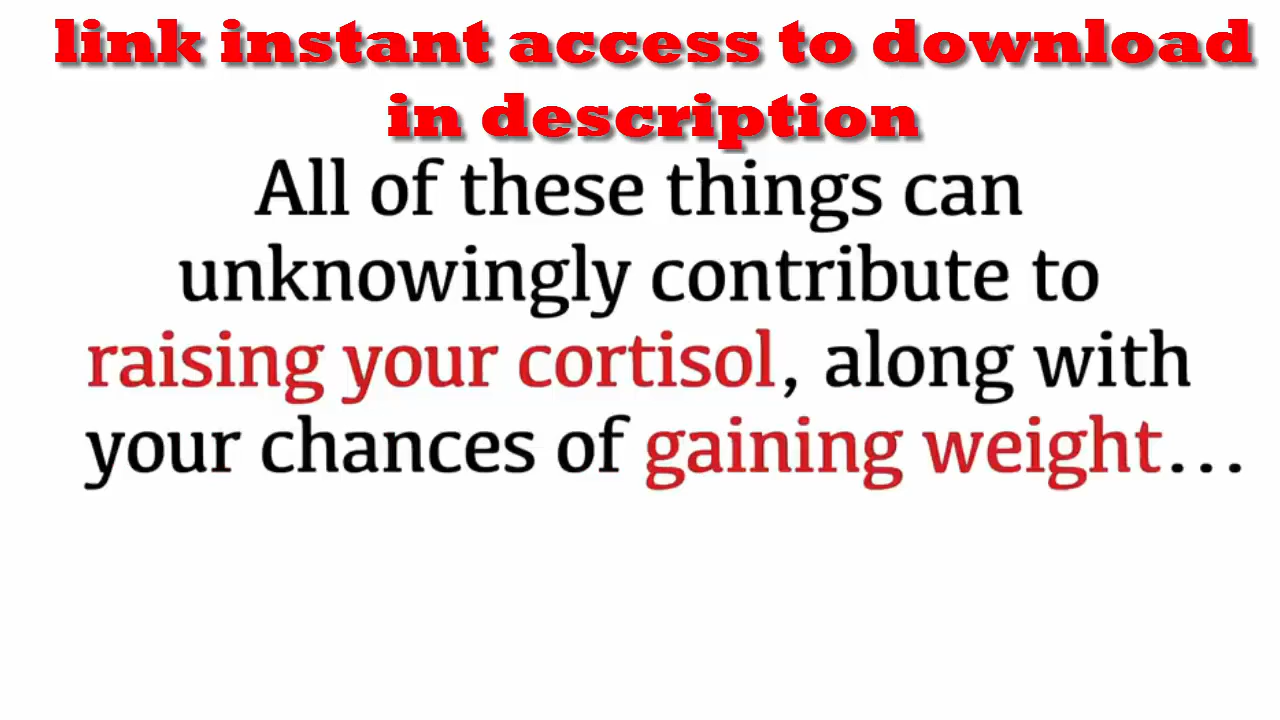 link instant access to download
in description
All of these things can
unknowingly contribute to
raising your cortisol, along with
your chances of gaining weight...